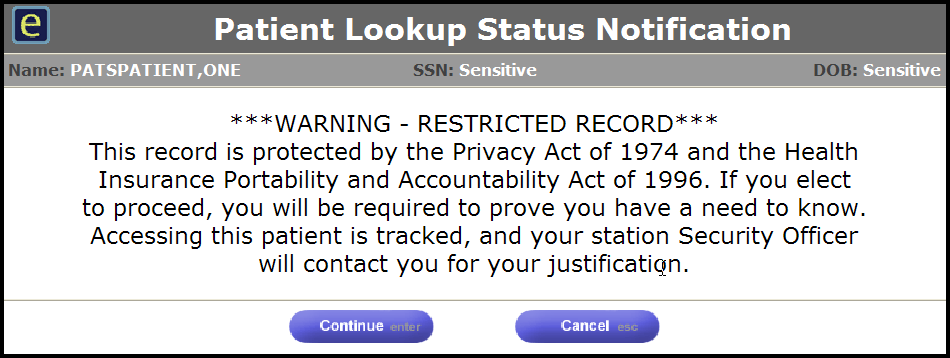 e
Patient Lookup Status Notification
Name: PATSPATIENT,ONE SSN: Sensitive DOB: Sensitive
***WARNING - RESTRICTED RECORD***
This record is protected by the Privacy Act of 1974 and the Health
Insurance Portability and Accountability Act of 1996. If you elect
to proceed, you will be required to prove you have a need to know.
Accessing this patient is tracked, and your station Security Officer
will contact you for your justification.
Continue enter Cancel esc